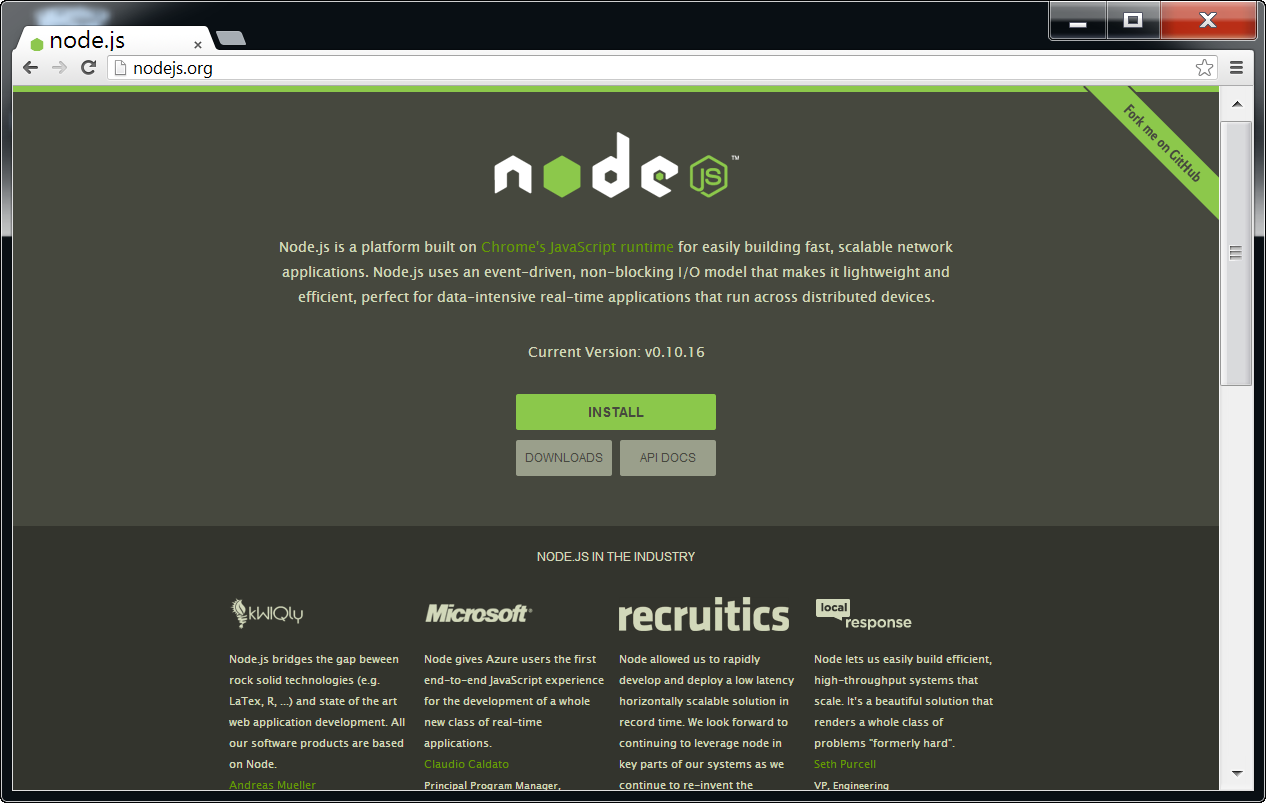 node.js
nodejs.org
Fork me on GitHub
node JS™
Node.js is a platform built on Chrome's JavaScript runtime for easily building fast, scalable network
applications. Node.js uses an event-driven, non-blocking I/O model that makes it lightweight and
efficient, perfect for data-intensive real-time applications that run across distributed devices.
Current Version: v0.10.16
INSTALL
DOWNLOADS
API DOCS
NODE.JS IN THE INDUSTRY
kWIQly
Node.js bridges the gap beween
rock solid technologies (e.g.
LaTex, R, ...) and state of the art
web application development. All
our software products are based
on Node.
Andreas Mueller
Microsoft®
Node gives Azure users the first
end-to-end JavaScript experience
for the development of a whole
new class of real-time
applications.
Claudio Caldato
Principal Program Manager,
recruitics
Node allowed us to rapidly
develop and deploy a low latency
horizontally scalable solution in
record time. We look forward to
continuing to leverage node in
key parts of our systems as we
continue to re-invent the
local
response
Node lets us easily build efficient,
high-throughput systems that
scale. It's a beautiful solution that
renders a whole class of
problems "formerly hard".
Seth Purcell
VP, Engineering